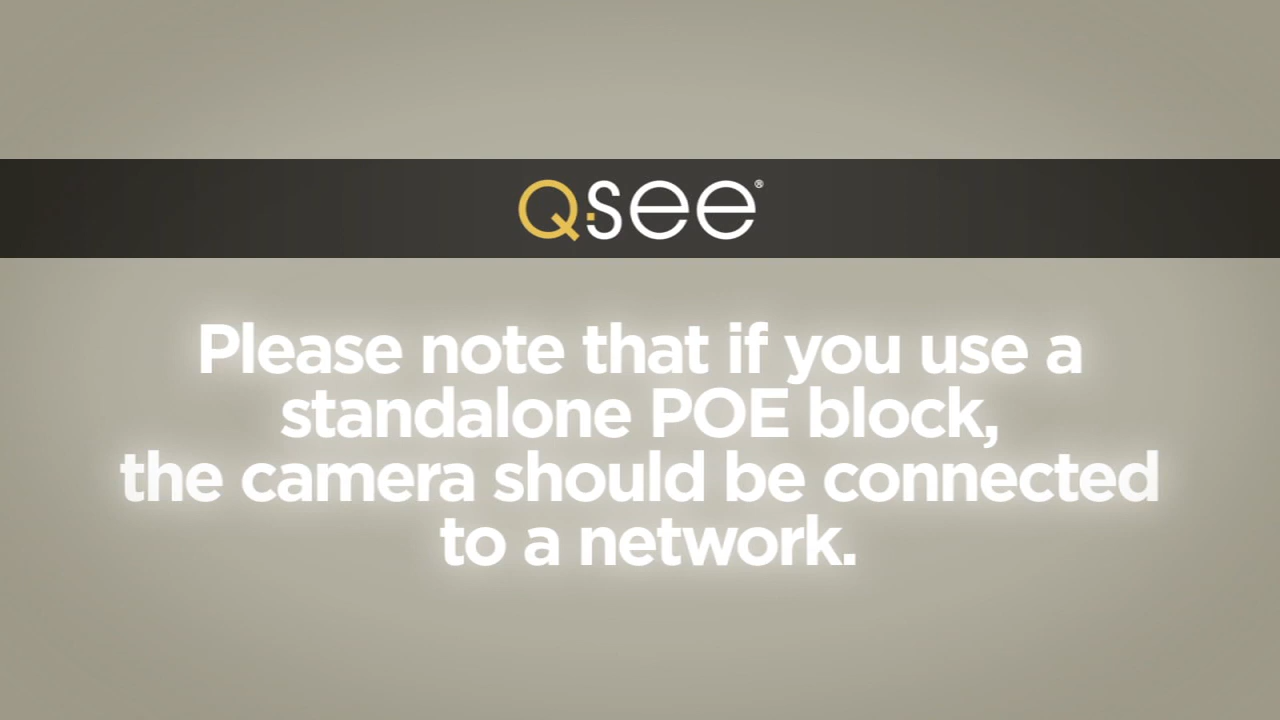 Q·see®
Please note that if you use a
standalone POE block,
the camera should be connected
to a network.